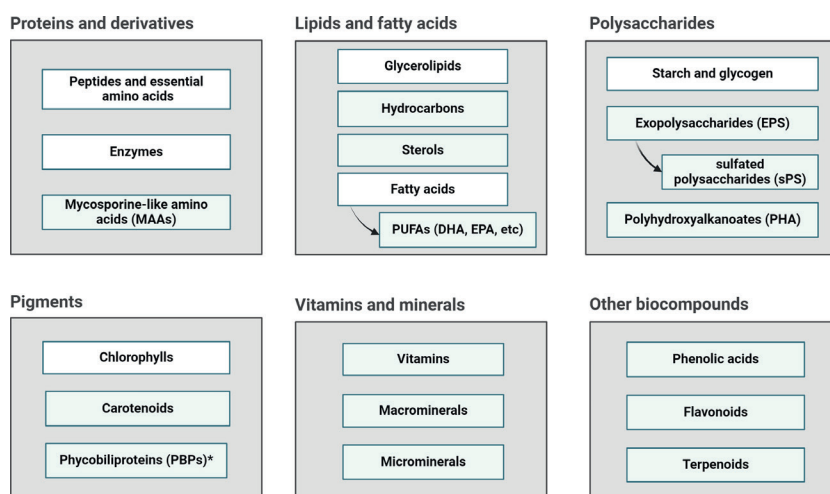 Proteins and derivatives
Peptides and essential
amino acids
Enzymes
Mycosporine-like amino
acids (MAAs)
Lipids and fatty acids
Glycerolipids
Hydrocarbons
Sterols
Fatty acids
PUFAs (DHA, EPA, etc)
Polysaccharides
Starch and glycogen
Exopolysaccharides (EPS)
sulfated
polysaccharides (sPS)
Polyhydroxyalkanoates (PHA)
Pigments
Chlorophylls
Carotenoids
Phycobiliproteins (PBPs)*
Vitamins and minerals
Vitamins
Macrominerals
Microminerals
Other biocompounds
Phenolic acids
Flavonoids
Terpenoids